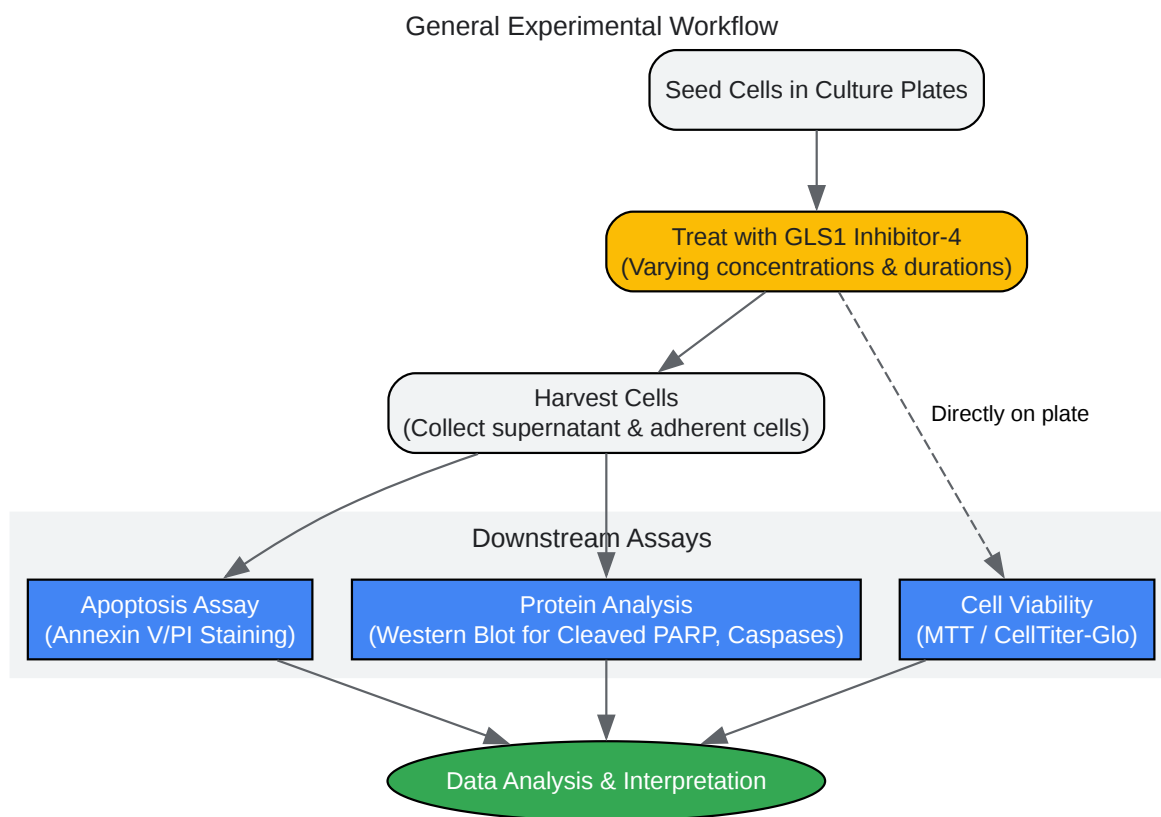 General Experimental Workflow
Seed Cells in Culture Plates
Treat with GLS1 Inhibitor-4
(Varying concentrations & durations)
Harvest Cells
(Collect supernatant & adherent cells)
Directly on plate
Downstream Assays
Apoptosis Assay
(Annexin V/PI Staining)
Protein Analysis
(Western Blot for Cleaved PARP, Caspases)
Cell Viability
(MTT / CellTiter-Glo)
Data Analysis & Interpretation